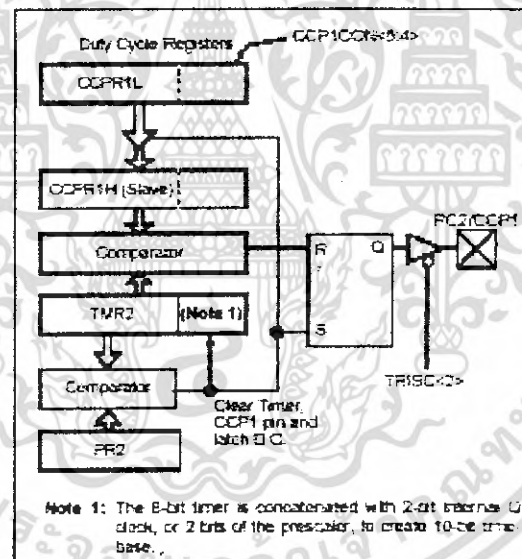 Duty Cycle Registers
CCP1CON<5:4>
CCPR1L
CCPR1H (Slave)
Comparator
RC2/CCP1
R
Q
TMR2
(Note 1)
S
TRISC<2>
Comparator
Clear Timer,
CCP1 pin and
latch D.C.
PR2
Note 1: The 8-bit timer is concatenated with 2-bit internal Q
clock, or 2 bits of the prescaler, to create 10-bit time
base.